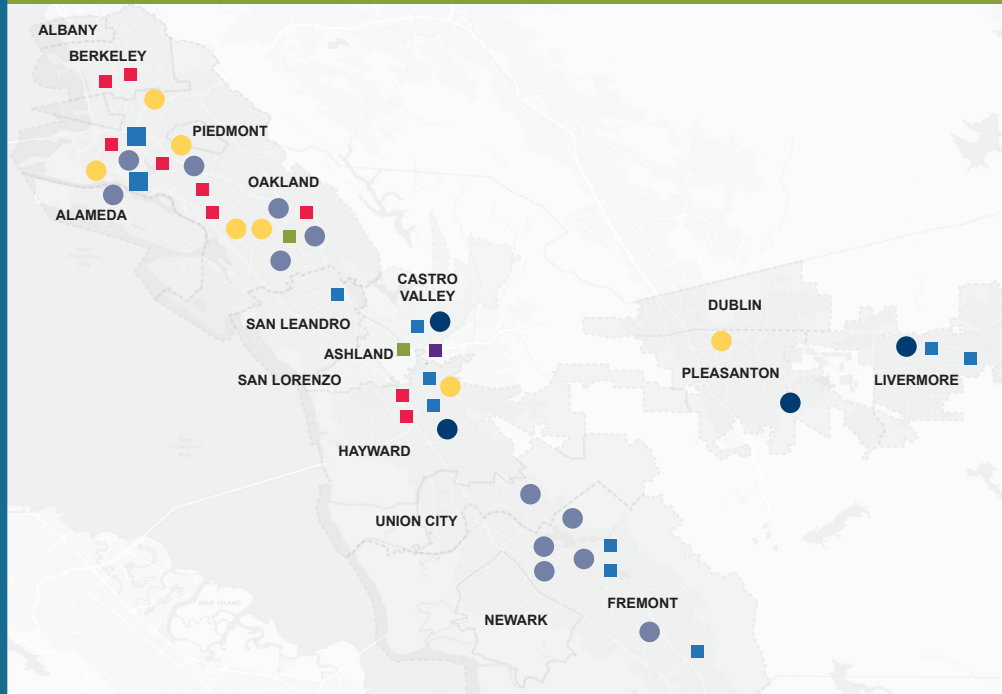 ALBANY
BERKELEY
PIEDMONT
OAKLAND
ALAMEDA
CASTRO
VALLEY
SAN LEANDRO
ASHLAND
SAN LORENZO
HAYWARD
DUBLIN
PLEASANTON
LIVERMORE
UNION CITY
NEWARK
FREMONT